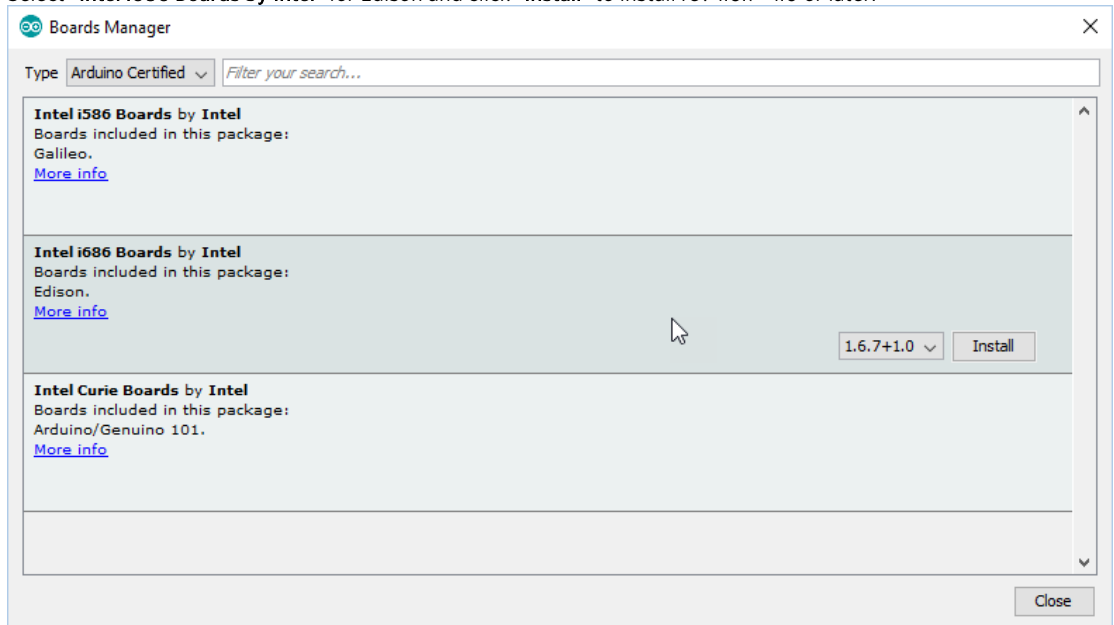 Boards Manager
Type Arduino Certified Filter your search...
Intel i586 Boards by Intel
Boards included in this package:
Galileo.
More info
Intel i686 Boards by Intel
Boards included in this package:
Edison.
More info
1.6.7+1.0 Install
Intel Curie Boards by Intel
Boards included in this package:
Arduino/Genuino 101.
More info
Close